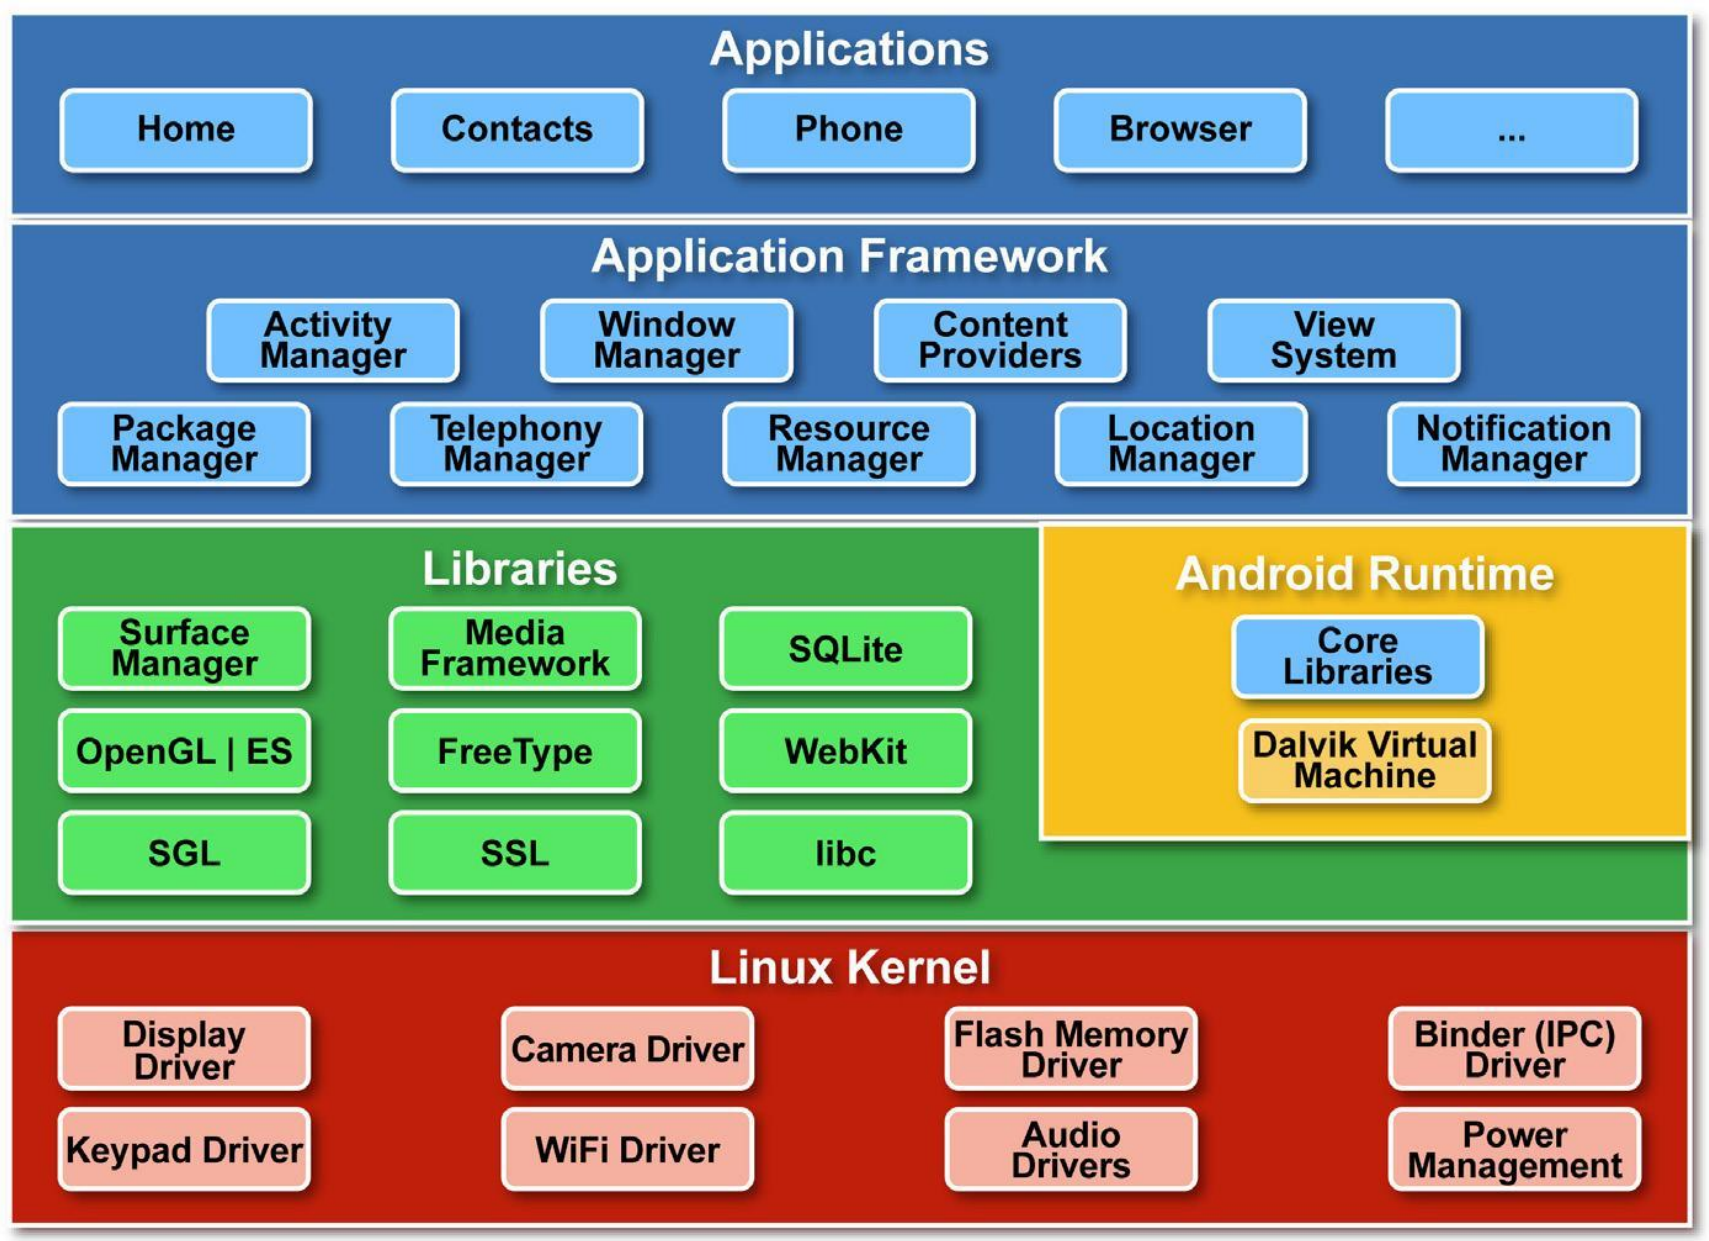 Applications
Home
Contacts
Phone
Browser
...
Application Framework
Activity
Manager
Window
Manager
Content
Providers
View
System
Package
Manager
Telephony
Manager
Resource
Manager
Location
Manager
Notification
Manager
Libraries
Surface
Manager
Media
Framework
SQLite
OpenGL | ES
FreeType
WebKit
SGL
SSL
libc
Android Runtime
Core
Libraries
Dalvik Virtual
Machine
Linux Kernel
Display
Driver
Camera Driver
Flash Memory
Driver
Binder (IPC)
Driver
Keypad Driver
WiFi Driver
Audio
Drivers
Power
Management